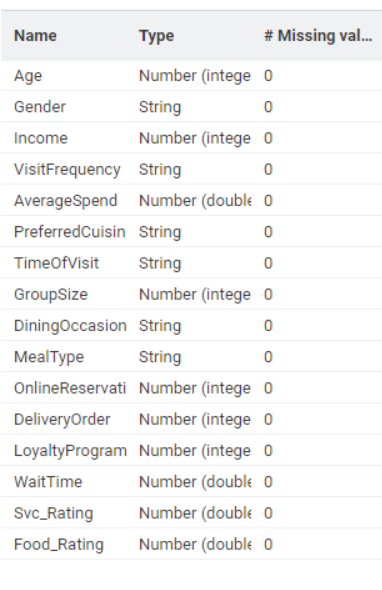 Name Type # Missing val...
Age Number (intege 0
Gender String 0
Income Number (intege 0
VisitFrequency String 0
AverageSpend Number (double 0
PreferredCuisin String 0
TimeOfVisit String 0
GroupSize Number (intege 0
DiningOccasion String 0
MealType String 0
OnlineReservati Number (intege 0
DeliveryOrder Number (intege 0
LoyaltyProgram Number (intege 0
WaitTime Number (double 0
Svc_Rating Number (double 0
Food_Rating Number (double 0